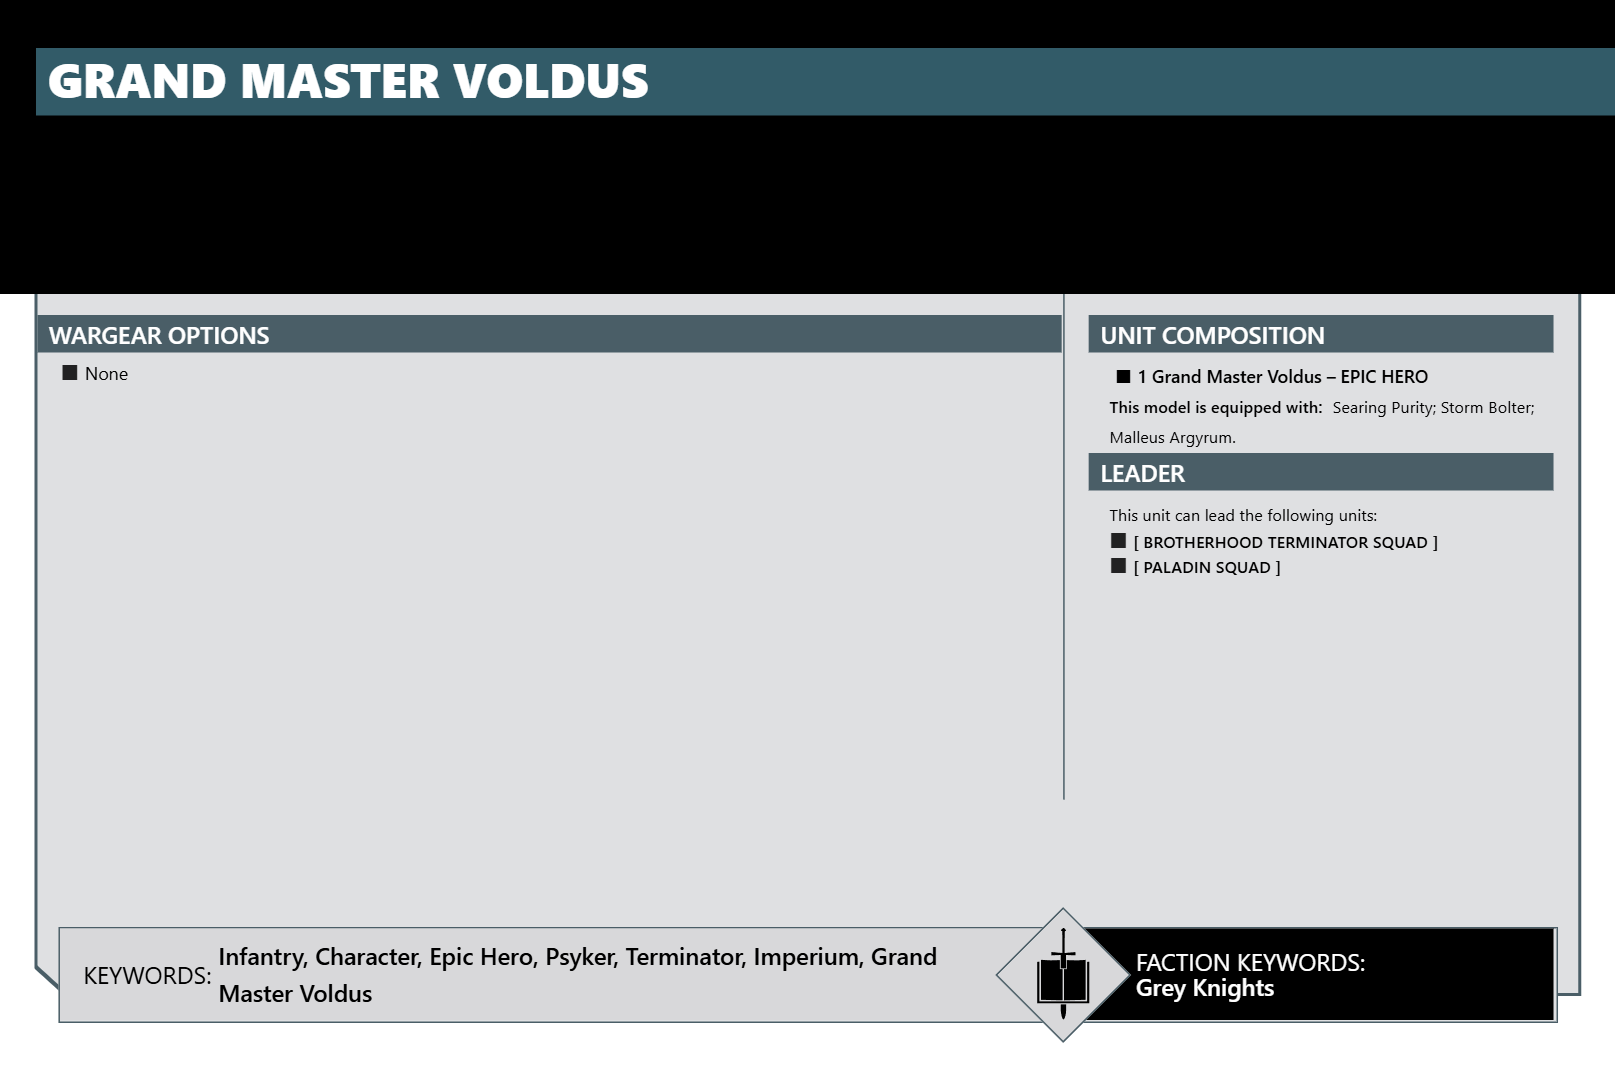 GRAND MASTER VOLDUS
WARGEAR OPTIONS
■ None
UNIT COMPOSITION
■ 1 Grand Master Voldus – EPIC HERO
This model is equipped with: Searing Purity; Storm Bolter;
Malleus Argyrum.
LEADER
This unit can lead the following units:
■ [ BROTHERHOOD TERMINATOR SQUAD ]
■ [ PALADIN SQUAD ]
KEYWORDS:
Infantry, Character, Epic Hero, Psyker, Terminator, Imperium, Grand
Master Voldus
FACTION KEYWORDS:
Grey Knights